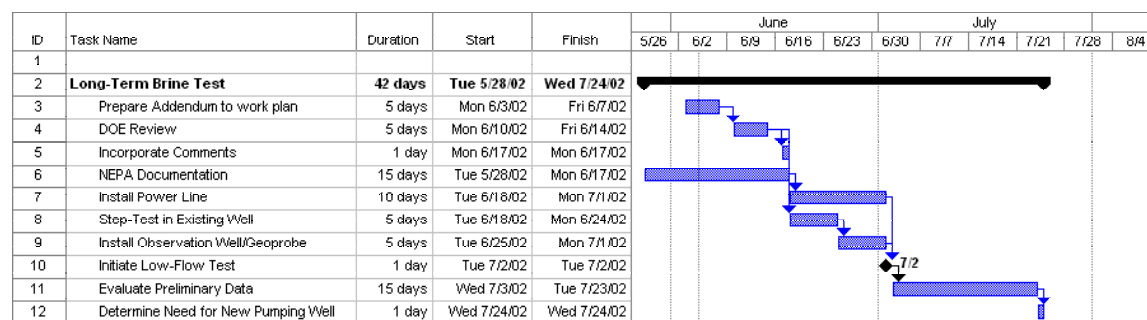 June July
ID Task Name Duration Start Finish 5/26 6/2 6/9 6/16 6/23 6/30 7/7 7/14 7/21 7/28 8/4
1
2 Long-Term Brine Test 42 days Tue 5/28/02 Wed 7/24/02
3 Prepare Addendum to work plan 5 days Mon 6/3/02 Fri 6/7/02
4 DOE Review 5 days Mon 6/10/02 Fri 6/14/02
5 Incorporate Comments 1 day Mon 6/17/02 Mon 6/17/02
6 NEPA Documentation 15 days Tue 5/28/02 Mon 6/17/02
7 Install Power Line 10 days Tue 6/18/02 Mon 7/1/02
8 Step-Test in Existing Well 5 days Tue 6/18/02 Mon 6/24/02
9 Install Observation Well/Geoprobe 5 days Tue 6/25/02 Mon 7/1/02
10 Initiate Low-Flow Test 1 day Tue 7/2/02 Tue 7/2/02 7/2
11 Evaluate Preliminary Data 15 days Wed 7/3/02 Tue 7/23/02
12 Determine Need for New Pumping Well 1 day Wed 7/24/02 Wed 7/24/02